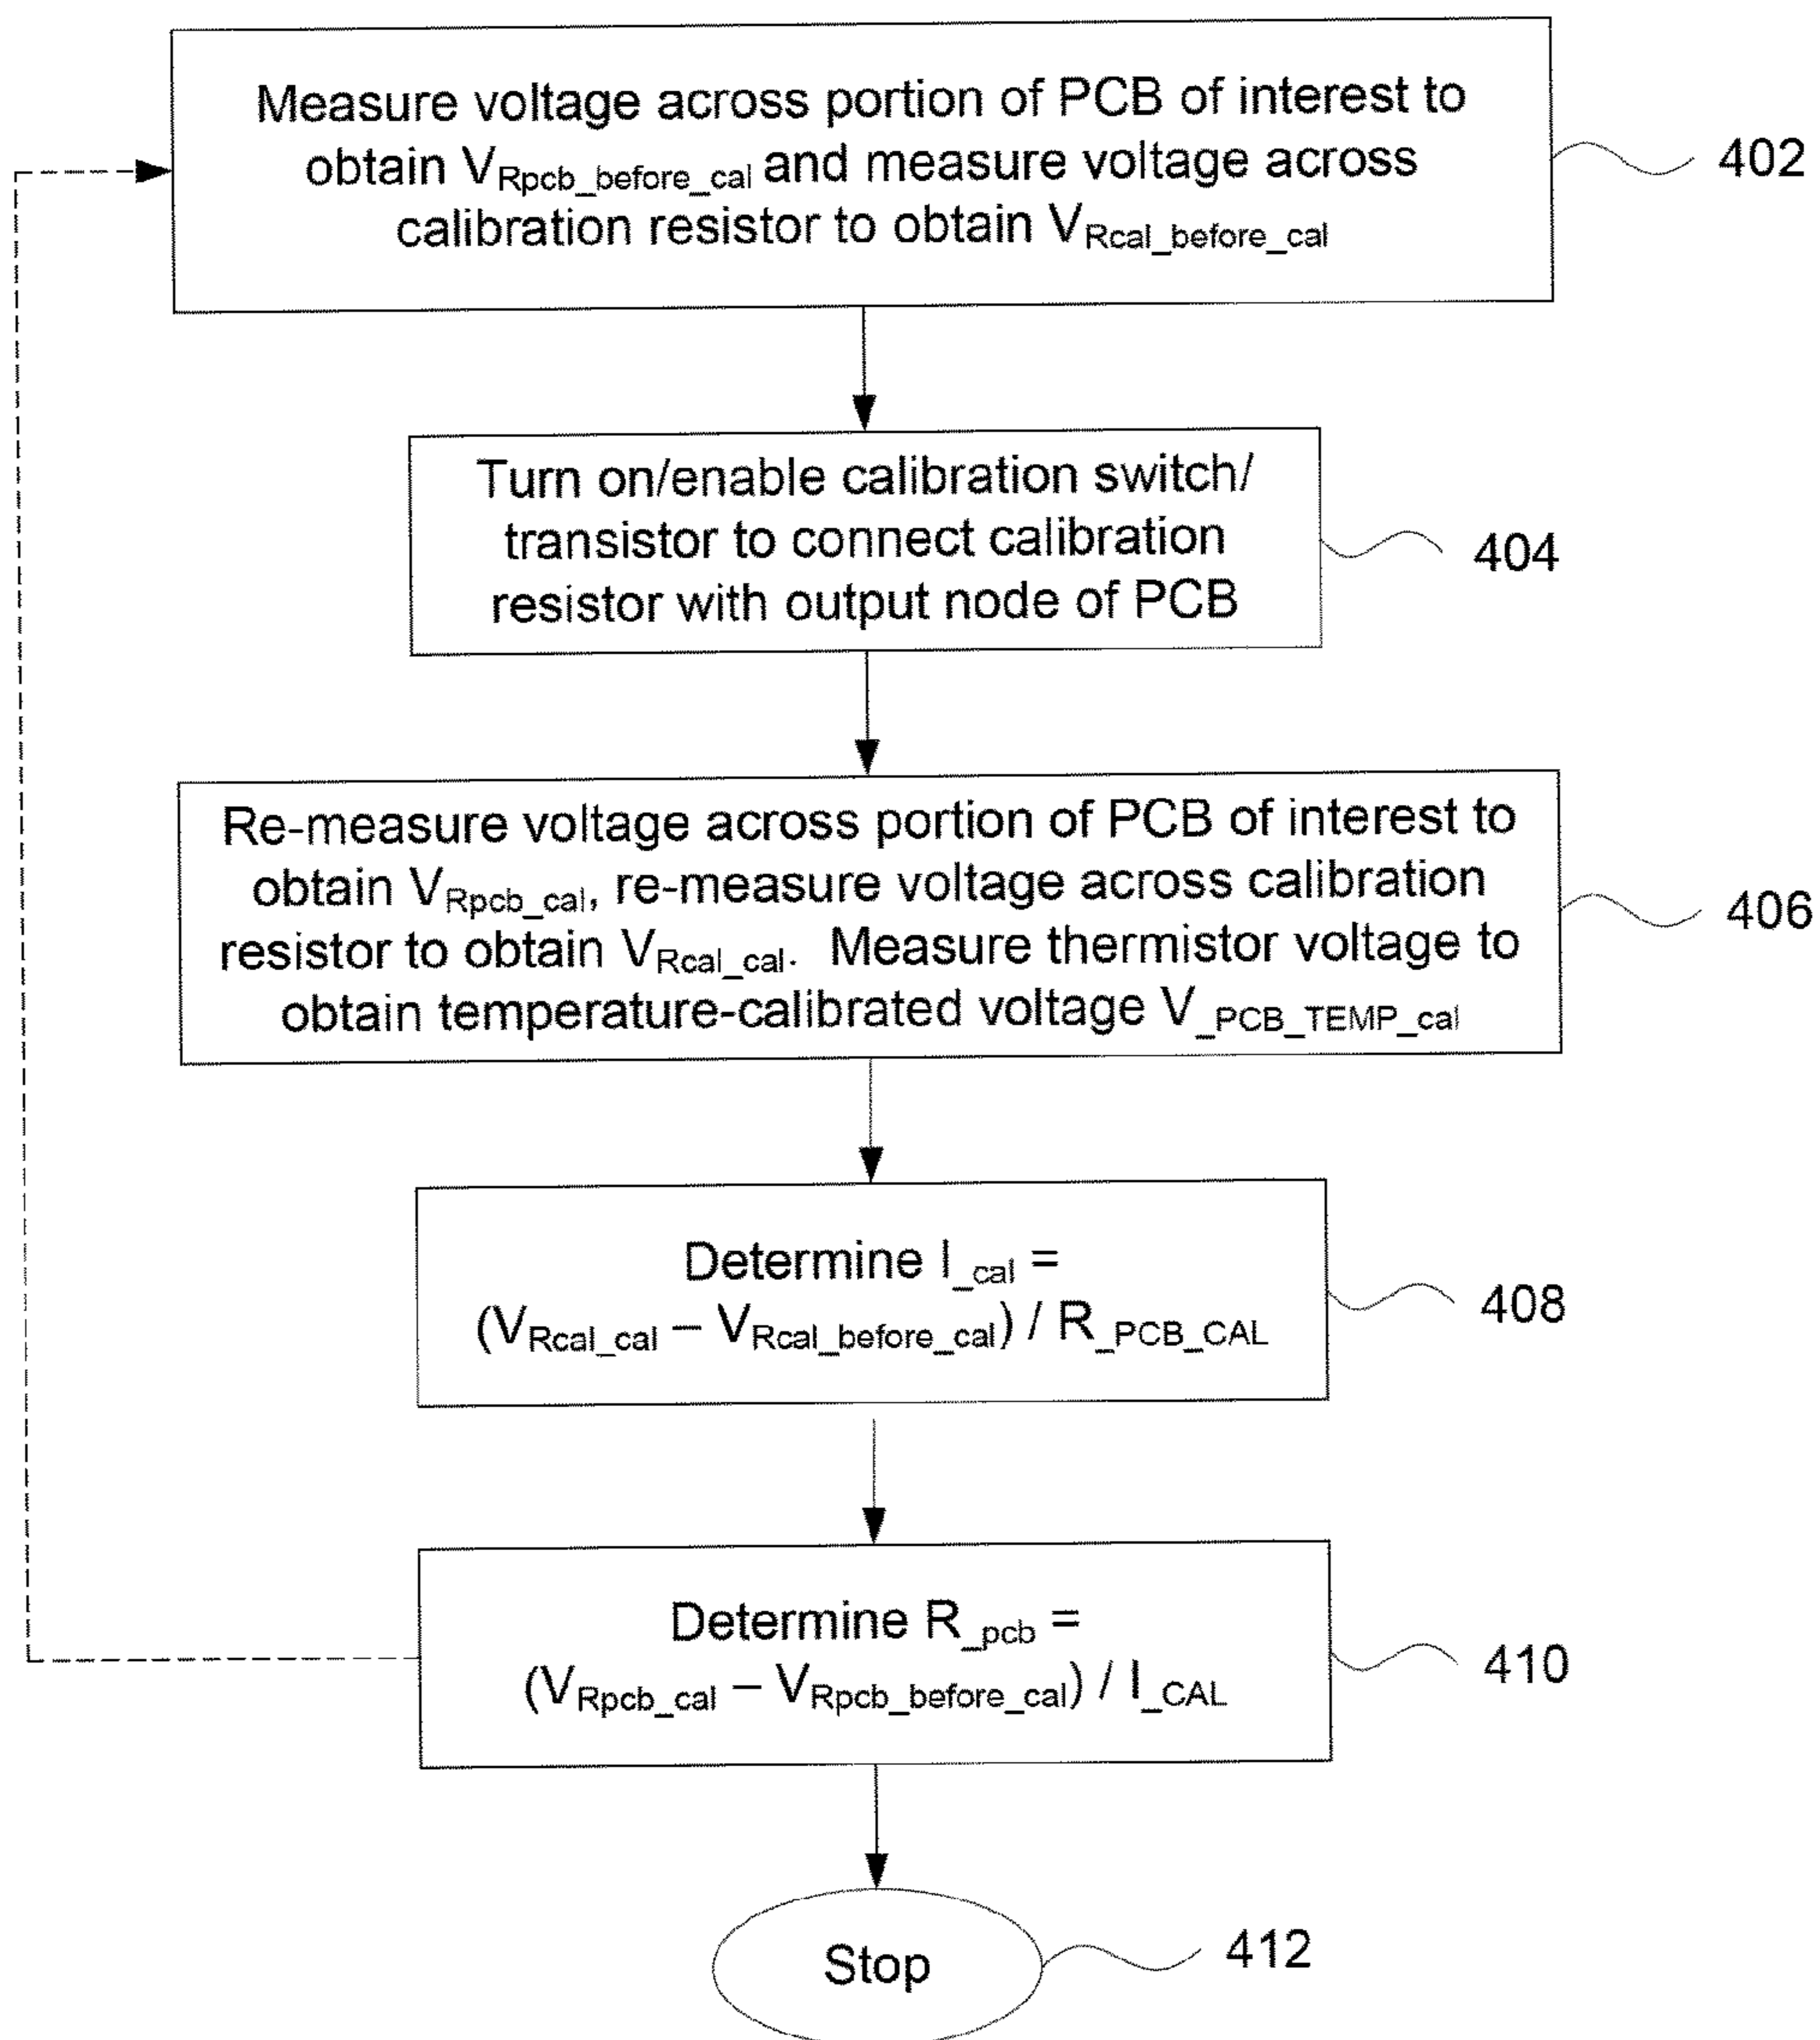 Measure voltage across portion of PCB of interest to
obtain VRpcb_before_cal and measure voltage across
calibration resistor to obtain VRcal_before_cal
402
Turn on/enable calibration switch/
transistor to connect calibration
resistor with output node of PCB
404
Re-measure voltage across portion of PCB of interest to
obtain VRpcb_cal, re-measure voltage across calibration
resistor to obtain VRcal_cal. Measure thermistor voltage to
obtain temperature-calibrated voltage V_PCB_TEMP_cal
406
Determine I_cal =
(VRcal_cal – VRcal_before_cal) / R_PCB_CAL
408
Determine R_pcb =
(VRpcb_cal – VRpcb_before_cal) / I_CAL
410
Stop
412